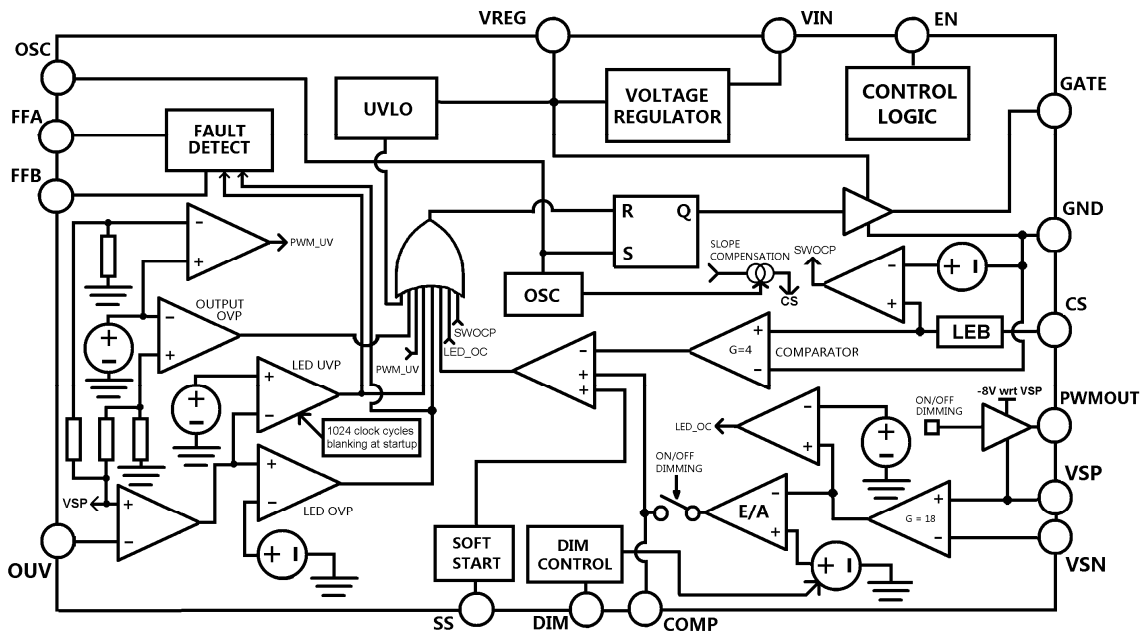 VREG
VIN
EN
OSC
GATE
FFA
FFB
FAULT
DETECT
UVLO
VOLTAGE
REGULATOR
CONTROL
LOGIC
GND
R
Q
S
PWM_UV
OUTPUT
OVP
OSC
SLOPE
COMPENSATION
CS
SWOCP
CS
LEB
SWOCP
LED_OC
PWM_UV
G=4
COMPARATOR
LED UVP
1024 clock cycles
blanking at startup
-8V wrt VSP
ON/OFF
DIMMING
PWMOUT
LED_OC
LED OVP
VSP
ON/OFF
DIMMING
VSP
E/A
G = 18
VSN
OUV
SOFT
START
DIM
CONTROL
SS
DIM
COMP
+
−
+
−
+
−
+
−
+
−
+
−
+
−
+
−
+
−
+
−
+
−
+
+
−
+
−
+
−
+
−
+
−
+
−